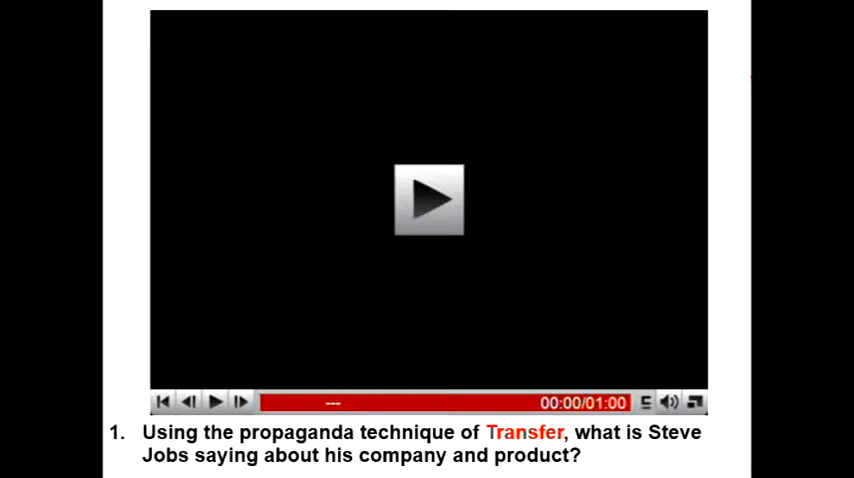 --- 00:00/01:00
1. Using the propaganda technique of Transfer, what is Steve
Jobs saying about his company and product?